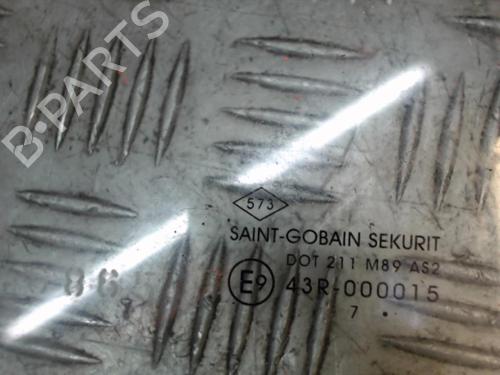 B-PARTS
573
SAINT-GOBAIN SEKURIT
DOT 211 M89 AS2
E9 43R-000015
7 .